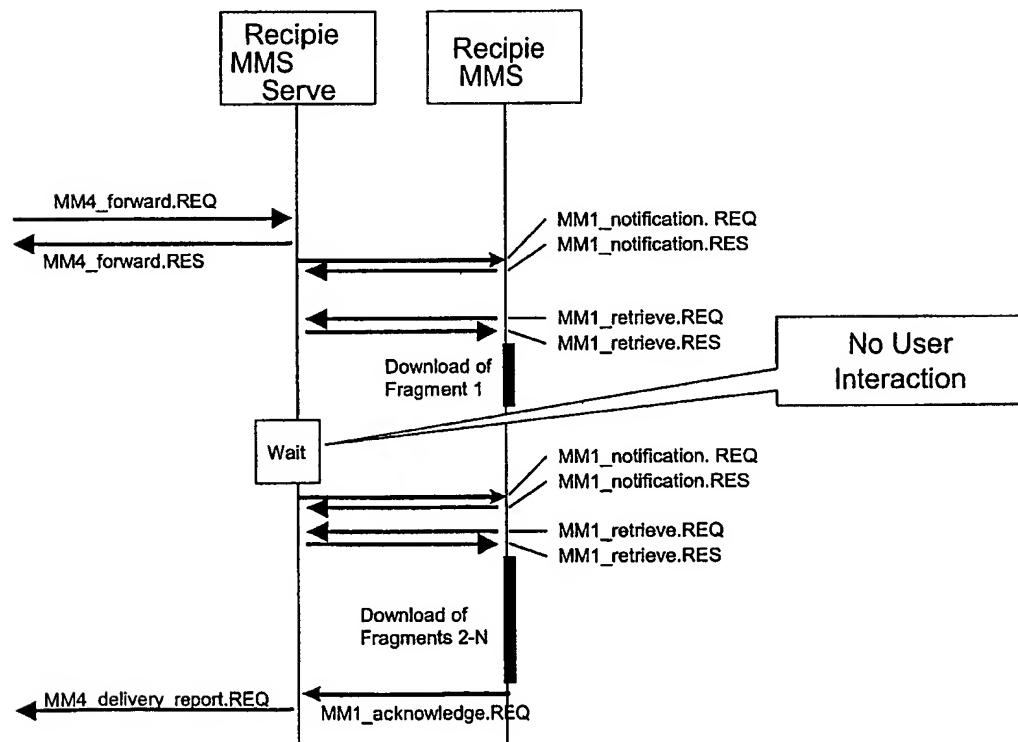 Recipie
MMS
Serve
Recipie
MMS
MM4_forward.REQ
MM4_forward.RES
MM1_notification. REQ
MM1_notification.RES
MM1_retrieve.REQ
MM1_retrieve.RES
Download of
Fragment 1
No User
Interaction
Wait
MM1_notification. REQ
MM1_notification.RES
MM1_retrieve.REQ
MM1_retrieve.RES
Download of
Fragments 2-N
MM4_delivery_report.REQ
MM1_acknowledge.REQ